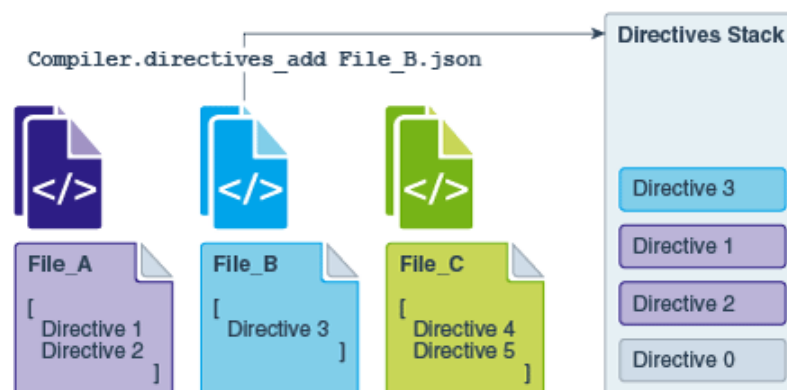 Compiler.directives_add File_B.json
</>
</>
</>
File_A
[
Directive 1
Directive 2
]
File_B
[
Directive 3
]
File_C
[
Directive 4
Directive 5
]
Directives Stack
Directive 3
Directive 1
Directive 2
Directive 0